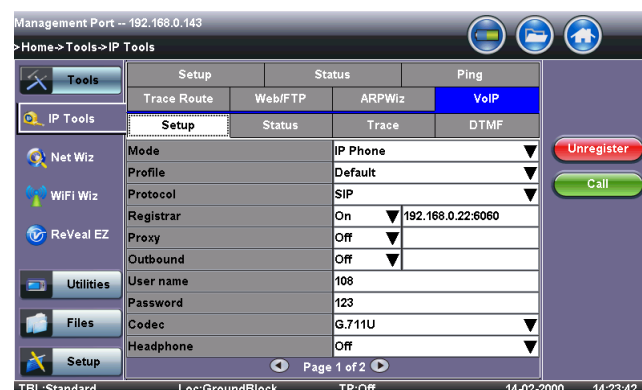 Management Port -- 192.168.0.143
>Home->Tools->IP Tools
Tools
IP Tools
Net Wiz
WiFi Wiz
ReVeal EZ
Utilities
Files
Setup
Setup Status Ping
Trace Route Web/FTP ARPWiz VoIP
Setup Status Trace DTMF
Mode IP Phone
Profile Default
Protocol SIP
Registrar On 192.168.0.22:6060
Proxy Off
Outbound Off
User name 108
Password 123
Codec G.711U
Headphone Off
Page 1 of 2
Unregister
Call
TBL:Standard Loc:GroundBlock TP:Off 14-02-2000 14:23:42